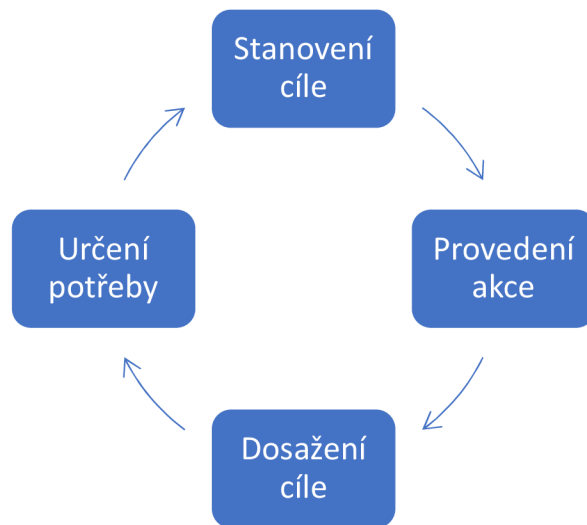 Stanovení
cíle
Provedení
akce
Dosažení
cíle
Určení
potřeby